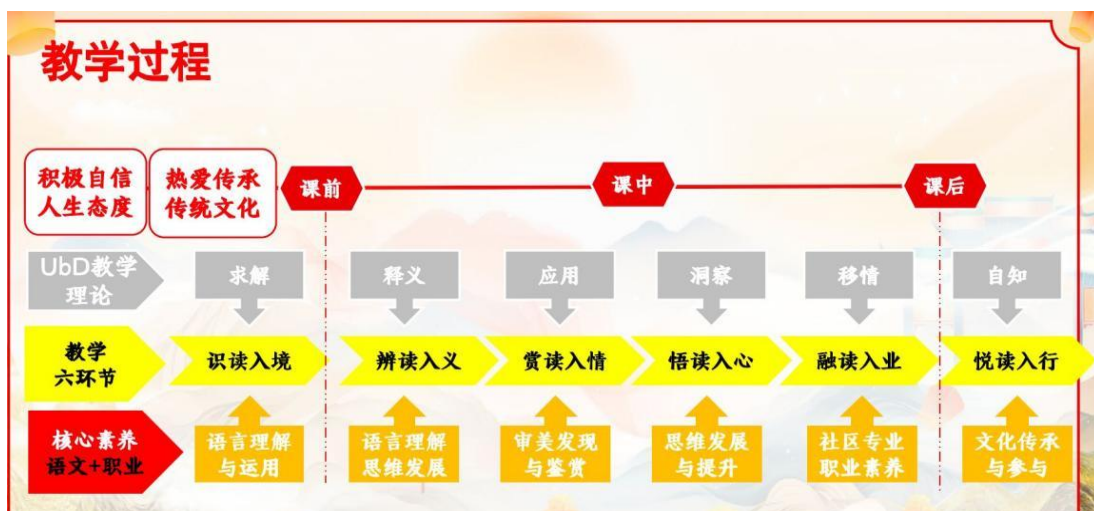 教学过程
积极自信
人生态度
热爱传承
传统文化
课前
课中
课后
UbD教学
理论
求解
释义
应用
洞察
移情
自知
教学
六环节
识读入境
辨读入义
赏读入情
悟读入心
融读入业
悦读入行
核心素养
语文+职业
语言理解
与运用
语言理解
思维发展
审美发现
与鉴赏
思维发展
与提升
社区专业
职业素养
文化传承
与参与